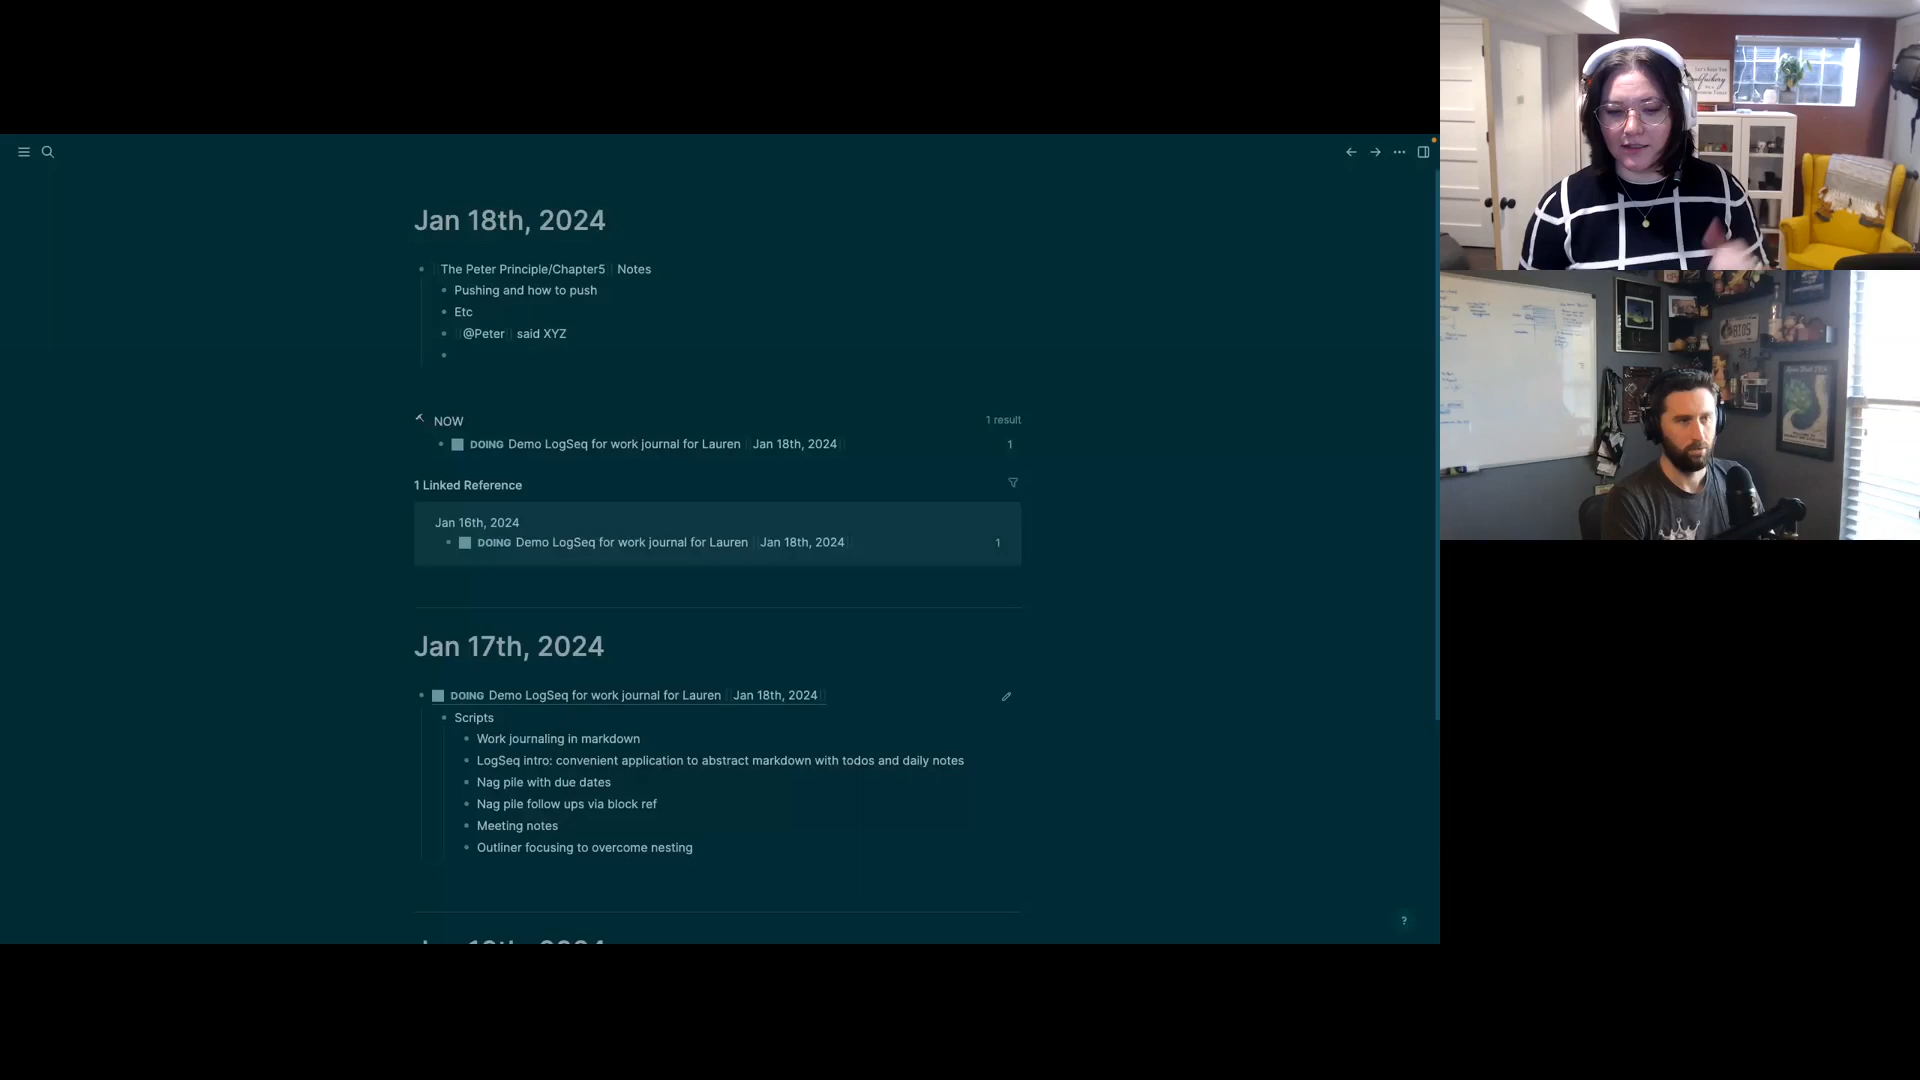 Jan 18th, 2024
The Peter Principle/Chapter5 Notes
Pushing and how to push
Etc
@Peter said XYZ
NOW
1 result
DOING Demo LogSeq for work journal for Lauren Jan 18th, 2024
1
1 Linked Reference
Jan 16th, 2024
DOING Demo LogSeq for work journal for Lauren Jan 18th, 2024
1
Jan 17th, 2024
DOING Demo LogSeq for work journal for Lauren Jan 18th, 2024
Scripts
Work journaling in markdown
LogSeq intro: convenient application to abstract markdown with todos and daily notes
Nag pile with due dates
Nag pile follow ups via block ref
Meeting notes
Outliner focusing to overcome nesting
?
BIOS